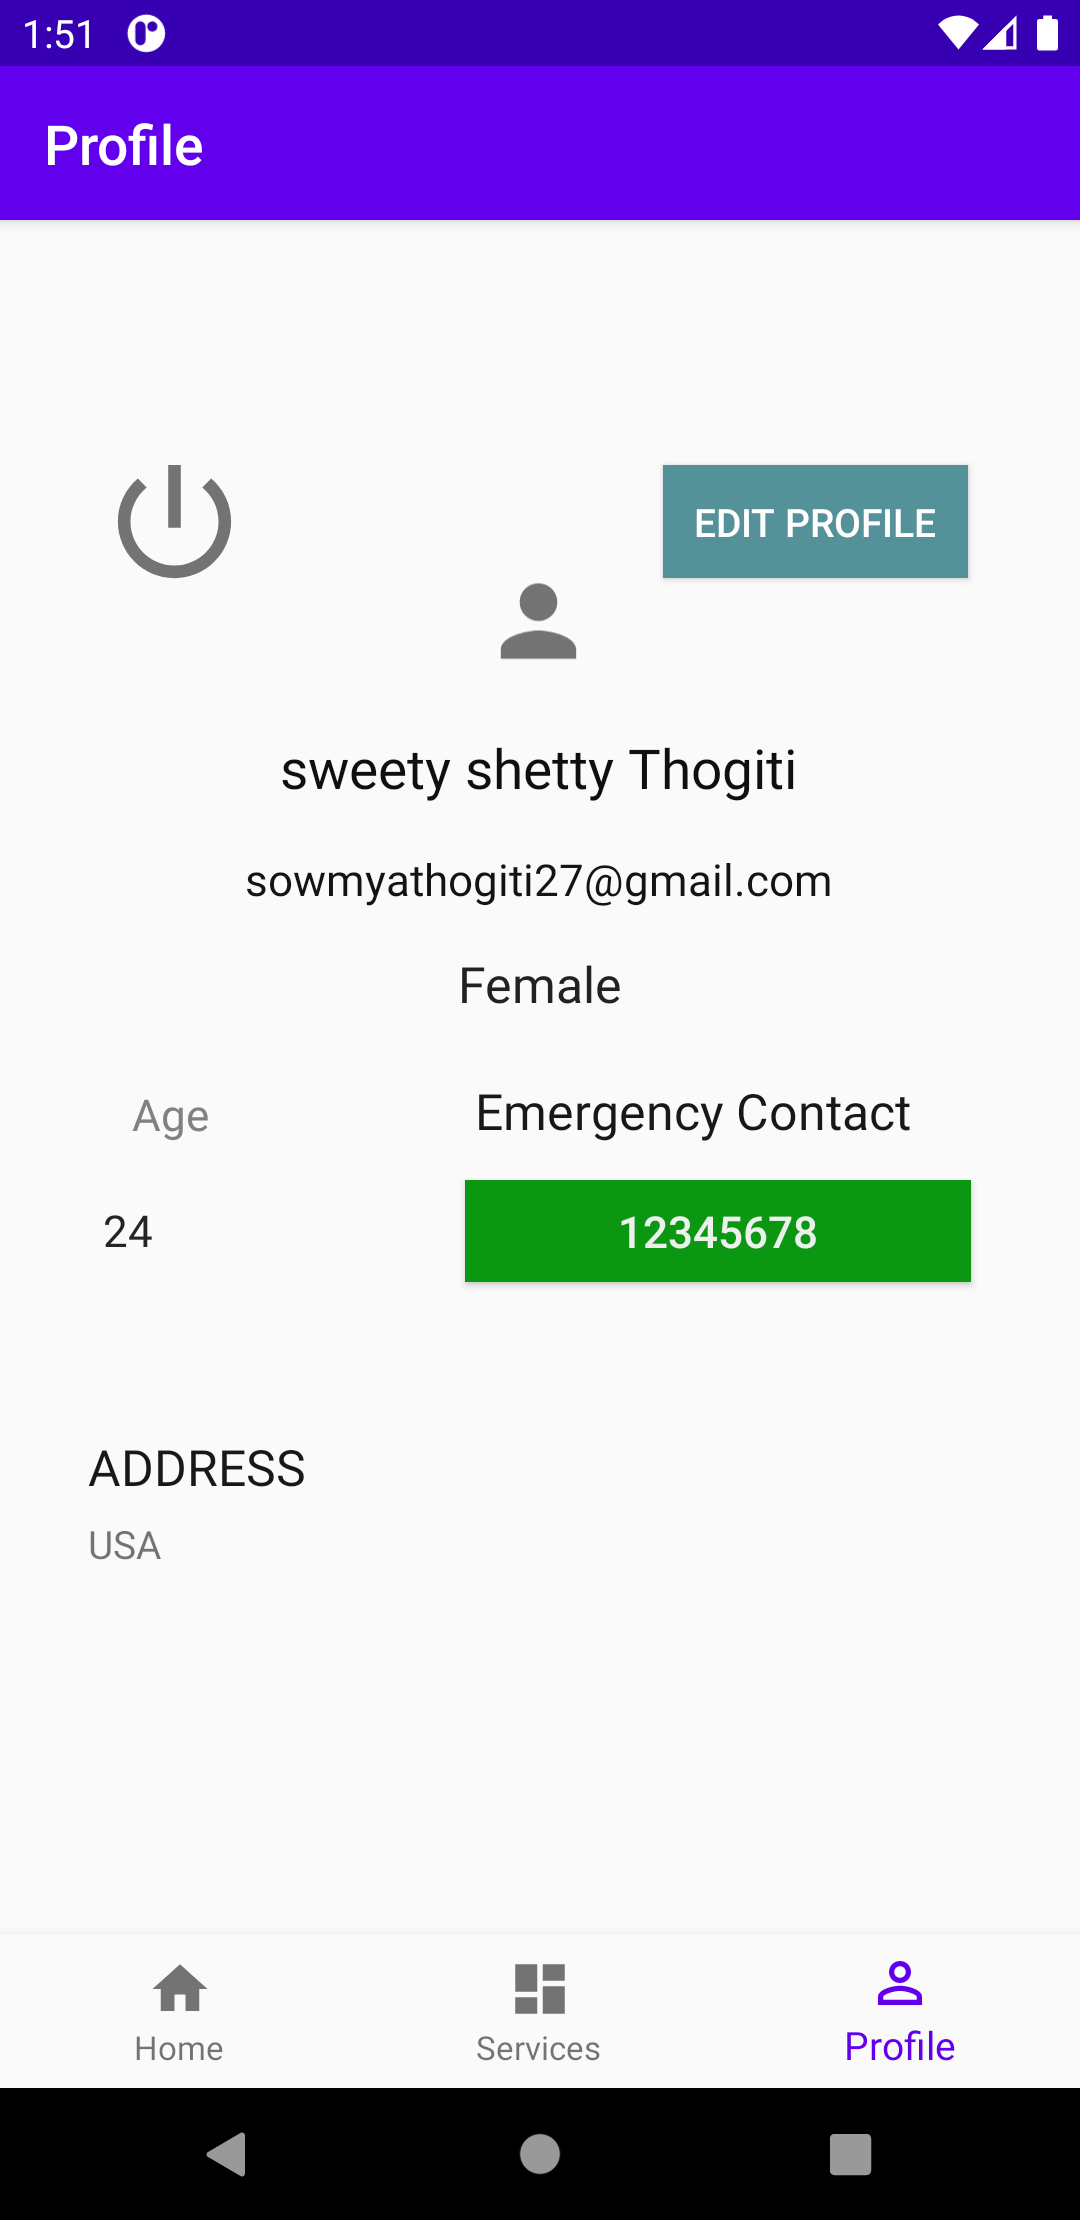 1:51
Profile
EDIT PROFILE
sweety shetty Thogiti
sowmyathogiti27@gmail.com
Female
Age
Emergency Contact
24
12345678
ADDRESS
USA
Home
Services
Profile